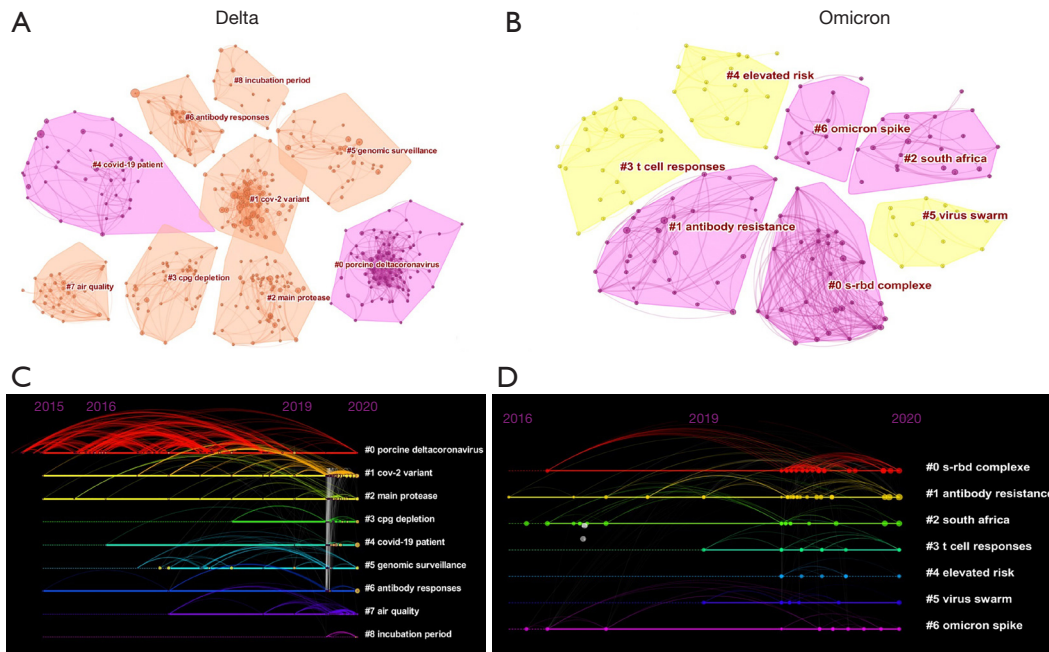 A
Delta
#8 incubation period
#6 antibody responses
#5 genomic surveillance
#4 covid-19 patient
#1 cov-2 variant
#0 porcine deltacoronavirus
#3 cpg depletion
#7 air quality
#2 main protease
B
Omicron
#4 elevated risk
#6 omicron spike
#2 south africa
#3 t cell responses
#5 virus swarm
#1 antibody resistance
#0 s-rbd complexe
C
2015 2016 2019 2020
#0 porcine deltacoronavirus
#1 cov-2 variant
#2 main protease
#3 cpg depletion
#4 covid-19 patient
#5 genomic surveillance
#6 antibody responses
#7 air quality
#8 incubation period
D
2016 2019 2020
#0 s-rbd complexe
#1 antibody resistance
#2 south africa
#3 t cell responses
#4 elevated risk
#5 virus swarm
#6 omicron spike